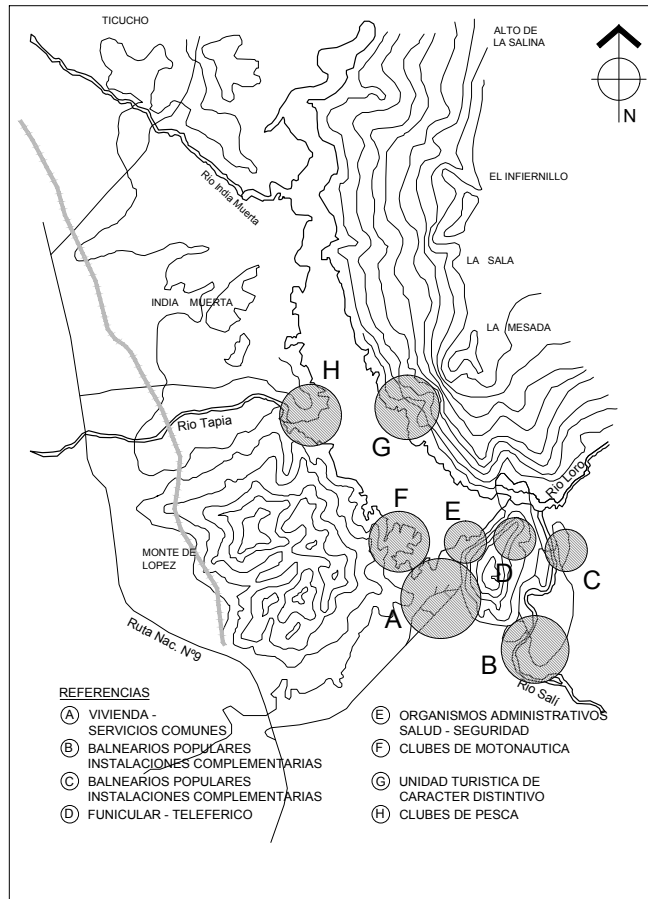 TICUCHO
ALTO DE
LA SALINA
N
Rio India Muerta
EL INFIERNILLO
LA SALA
INDIA MUERTA
LA MESADA
H
G
Rio Tapia
Rio Loro
F
E
D
C
MONTE DE
LOPEZ
A
B
Ruta Nac. Nº9
Rio Salí
REFERENCIAS
A VIVIENDA -
SERVICIOS COMUNES
B BALNEARIOS POPULARES
INSTALACIONES COMPLEMENTARIAS
C BALNEARIOS POPULARES
INSTALACIONES COMPLEMENTARIAS
D FUNICULAR - TELEFERICO
E ORGANISMOS ADMINISTRATIVOS
SALUD - SEGURIDAD
F CLUBES DE MOTONAUTICA
G UNIDAD TURISTICA DE
CARACTER DISTINTIVO
H CLUBES DE PESCA